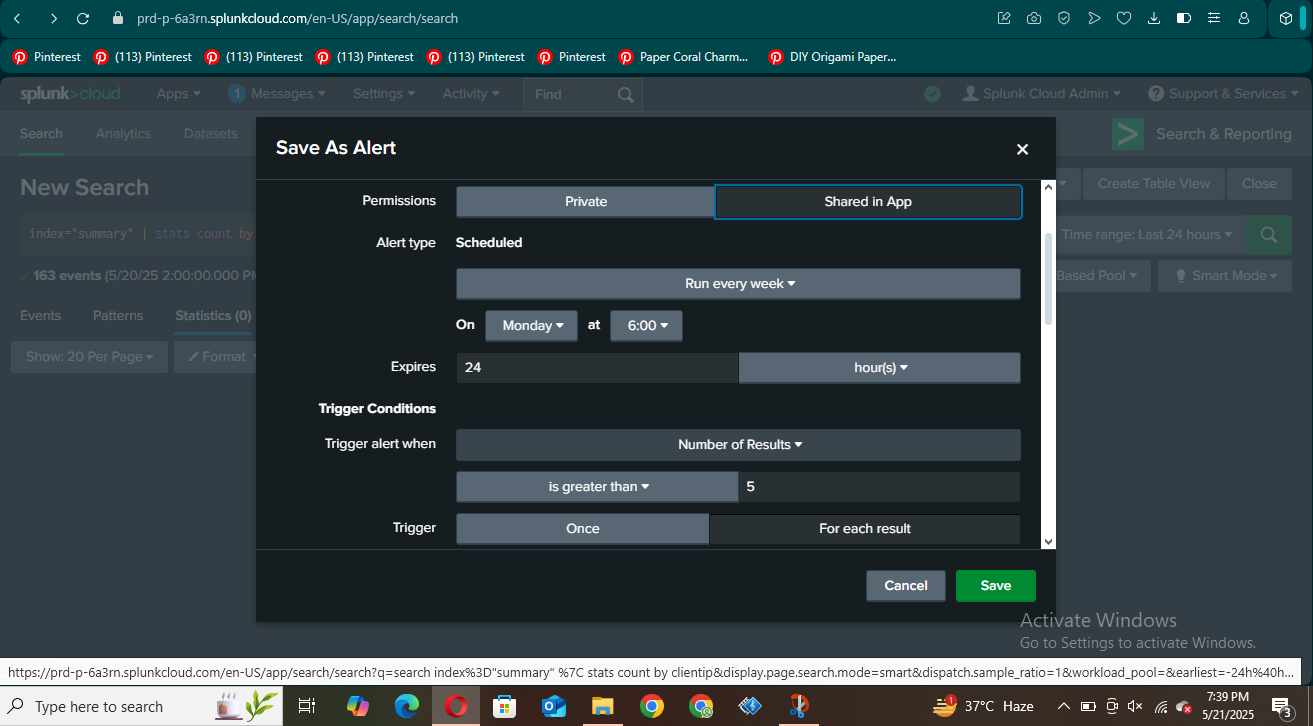 prd-p-6a3rn.splunkcloud.com/en-US/app/search/search
Pinterest (113) Pinterest (113) Pinterest (113) Pinterest (113) Pinterest Pinterest Paper Coral Charm... DIY Origami Paper...
splunk>cloud Apps 1 Messages Settings Activity Find Splunk Cloud Admin Support & Services
Search Analytics Datasets Search & Reporting
Save As Alert
New Search Create Table View Close
Permissions Private Shared in App
index="summary" | stats count by Time range: Last 24 hours
Alert type Scheduled
163 events (5/20/25 2:00:00.000 PM Based Pool Smart Mode
Run every week
Events Patterns Statistics (0)
On Monday at 6:00
Show: 20 Per Page Format
Expires 24 hour(s)
Trigger Conditions
Trigger alert when Number of Results
is greater than 5
Trigger Once For each result
Cancel Save
Activate Windows
Go to Settings to activate Windows.
https://prd-p-6a3rn.splunkcloud.com/en-US/app/search/search?q=search index%3D"summary" %7C stats count by clientip&display.page.search.mode=smart&dispatch.sample_ratio=1&workload_pool=&earliest=-24h%40h...
Type here to search 1 37°C Haze 7:39 PM
5/21/2025 3